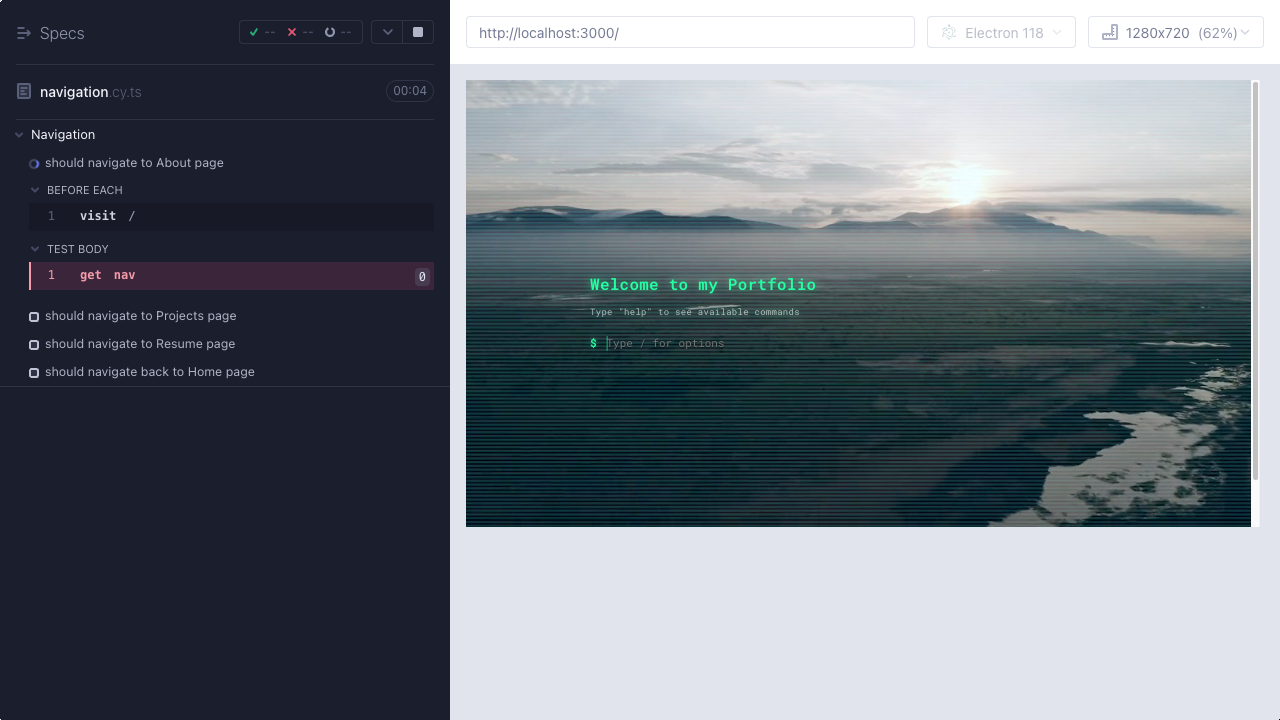 Specs
-- -- --
http://localhost:3000/
Electron 118
1280x720 (62%)
navigation.cy.ts
00:04
Navigation
should navigate to About page
BEFORE EACH
1 visit /
TEST BODY
1 get nav 0
should navigate to Projects page
should navigate to Resume page
should navigate back to Home page
Welcome to my Portfolio
Type "help" to see available commands
$ Type / for options